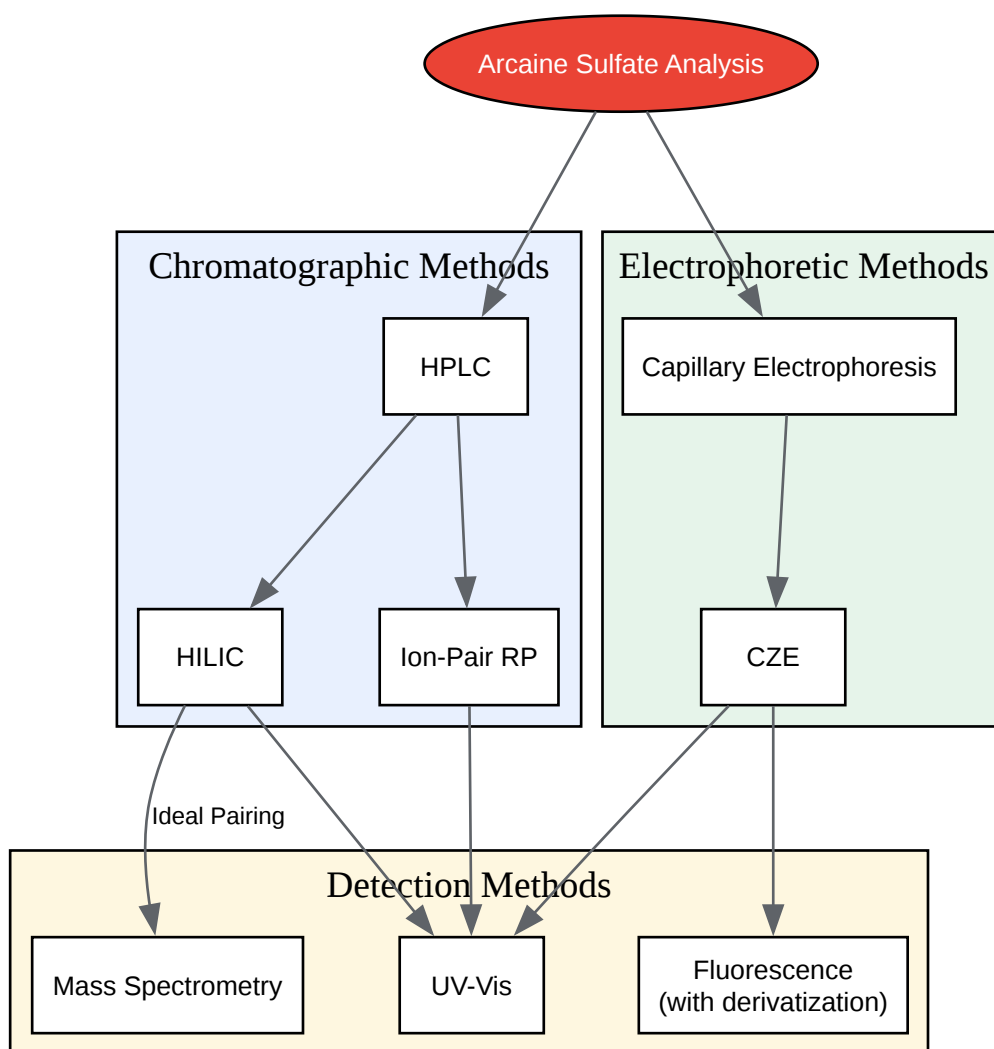 Arcaine Sulfate Analysis
Chromatographic Methods
Electrophoretic Methods
HPLC
Capillary Electrophoresis
HILIC
Ion-Pair RP
CZE
Ideal Pairing
Detection Methods
Mass Spectrometry
UV-Vis
Fluorescence
(with derivatization)